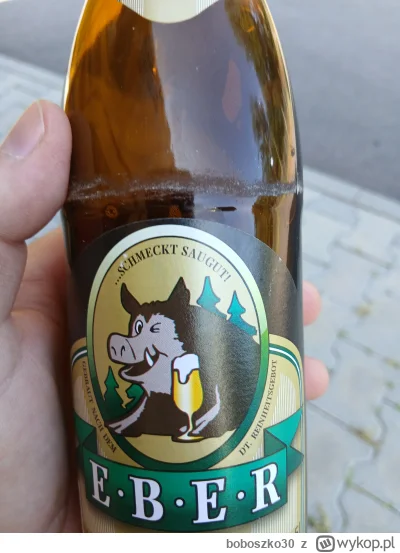 ...SCHMECKT SAUGUT!
GEBRAUT NACH DEM
DT. REINHEITSGEBOT.
E·B·E·R
boboszko30 z wykop.pl